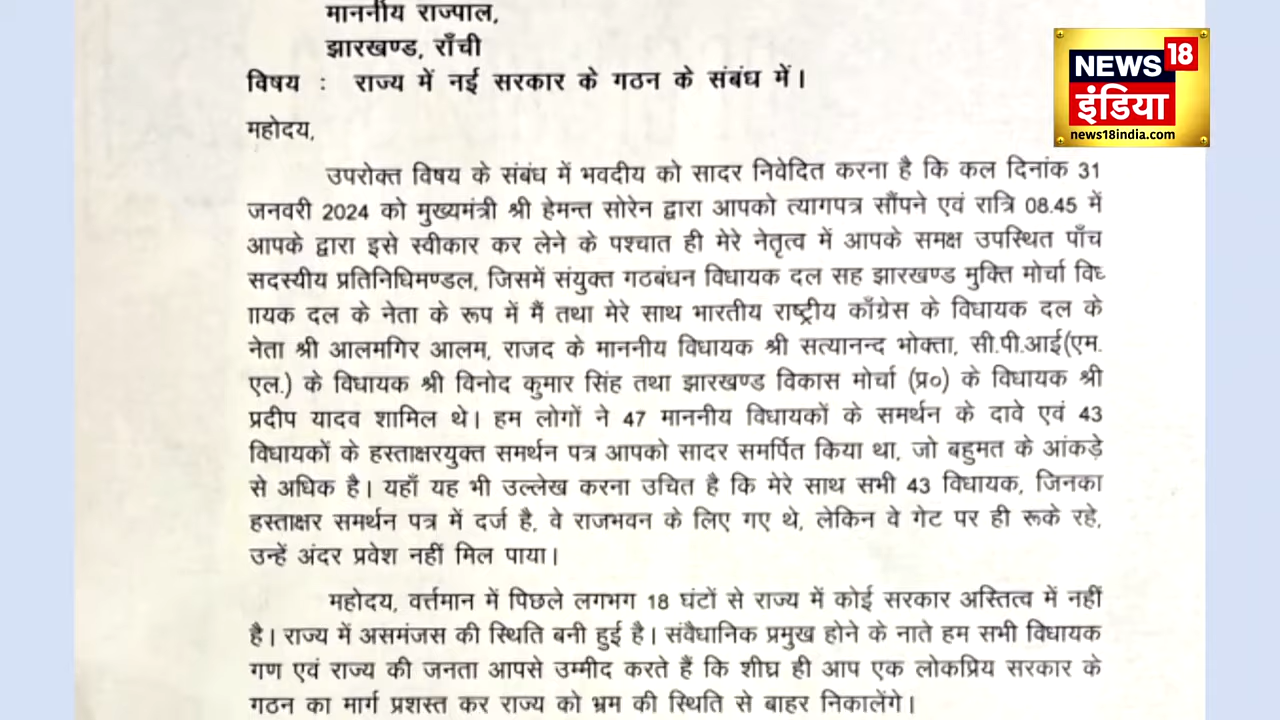 माननीय राज्पाल,
झारखण्ड, राँची
विषय : राज्य में नई सरकार के गठन के संबंध में।
महोदय,
उपरोक्त विषय के संबंध में भवदीय को सादर निवेदित करना है कि कल दिनांक 31
जनवरी 2024 को मुख्यमंत्री श्री हेमन्त सोरेन द्वारा आपको त्यागपत्र सौंपने एवं रात्रि 08.45 में
आपके द्वारा इसे स्वीकार कर लेने के पश्चात ही मेरे नेतृत्व में आपके समक्ष उपस्थित पाँच
सदस्यीय प्रतिनिधिमण्डल, जिसमें संयुक्त गठबंधन विधायक दल सह झारखण्ड मुक्ति मोर्चा विध
ायक दल के नेता के रूप में मैं तथा मेरे साथ भारतीय राष्ट्रीय काँग्रेस के विधायक दल के
नेता श्री आलमगिर आलम, राजद के माननीय विधायक श्री सत्यानन्द भोक्ता, सी.पी.आई(एम.
एल.) के विधायक श्री विनोद कुमार सिंह तथा झारखण्ड विकास मोर्चा (प्र०) के विधायक श्री
प्रदीप यादव शामिल थे। हम लोगों ने 47 माननीय विधायकों के समर्थन के दावे एवं 43
विधायकों के हस्ताक्षरयुक्त समर्थन पत्र आपको सादर समर्पित किया था, जो बहुमत के आंकड़े
से अधिक है। यहाँ यह भी उल्लेख करना उचित है कि मेरे साथ सभी 43 विधायक, जिनका
हस्ताक्षर समर्थन पत्र में दर्ज है, वे राजभवन के लिए गए थे, लेकिन वे गेट पर ही रूके रहे,
उन्हें अंदर प्रवेश नहीं मिल पाया।
महोदय, वर्त्तमान में पिछले लगभग 18 घंटों से राज्य में कोई सरकार अस्तित्व में नहीं
है। राज्य में असमंजस की स्थिति बनी हुई है। संवैधानिक प्रमुख होने के नाते हम सभी विधायक
गण एवं राज्य की जनता आपसे उम्मीद करते हैं कि शीघ्र ही आप एक लोकप्रिय सरकार के
गठन का मार्ग प्रशस्त कर राज्य को भ्रम की स्थिति से बाहर निकालेंगे।
NEWS 18
इंडिया
news18india.com